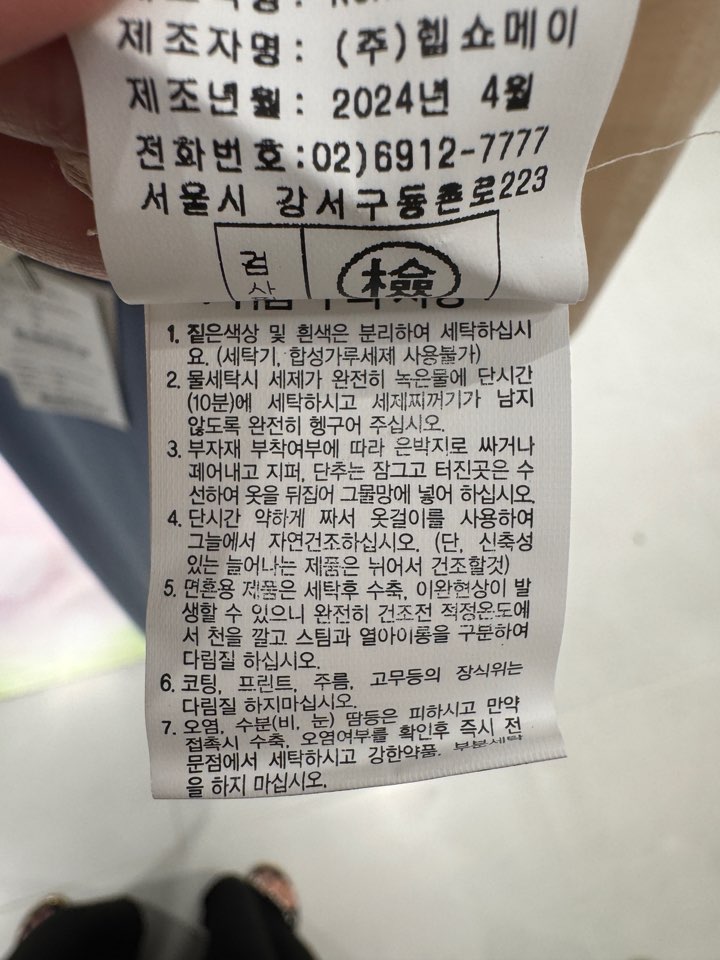 제조자명: (주)헵쇼메이
제조년월: 2024년 4월
전화번호:02)6912-7777
서울시 강서구등촌로223
검
檢
1. 짙은색상 및 흰색은 분리하여 세탁하십시
요. (세탁기, 합성가루세제 사용불가)
2. 물세탁시 세제가 완전히 녹은물에 단시간
(10분)에 세탁하시고 세제찌꺼기가 남지
않도록 완전히 헹구어 주십시오.
3. 부자재 부착여부에 따라 은박지로 싸거나
제어내고 지퍼, 단추는 잠그고 터진곳은 수
선하여 옷을 뒤집어 그물망에 넣어 하십시오.
4. 단시간 약하게 짜서 옷걸이를 사용하여
그늘에서 자연건조하십시오. (단, 신축성
있는 늘어나는 제품은 뉘어서 건조할것)
5. 면혼용 제품은 세탁후 수축, 이완현상이 발
생할 수 있으니 완전히 건조전 적정온도에
서 천을 깔고 스팀과 열아이롱을 구분하여
다림질 하십시오.
6. 코팅, 프린트, 주름, 고무등의 장식위는
다림질 하지마십시오.
7. 오염, 수분(비, 눈) 땀등은 피하시고 만약
접촉시 수축, 오염여부를 확인후 즉시 전
문점에서 세탁하시고 강한약품, 부분세탁
을 하지 마십시오.